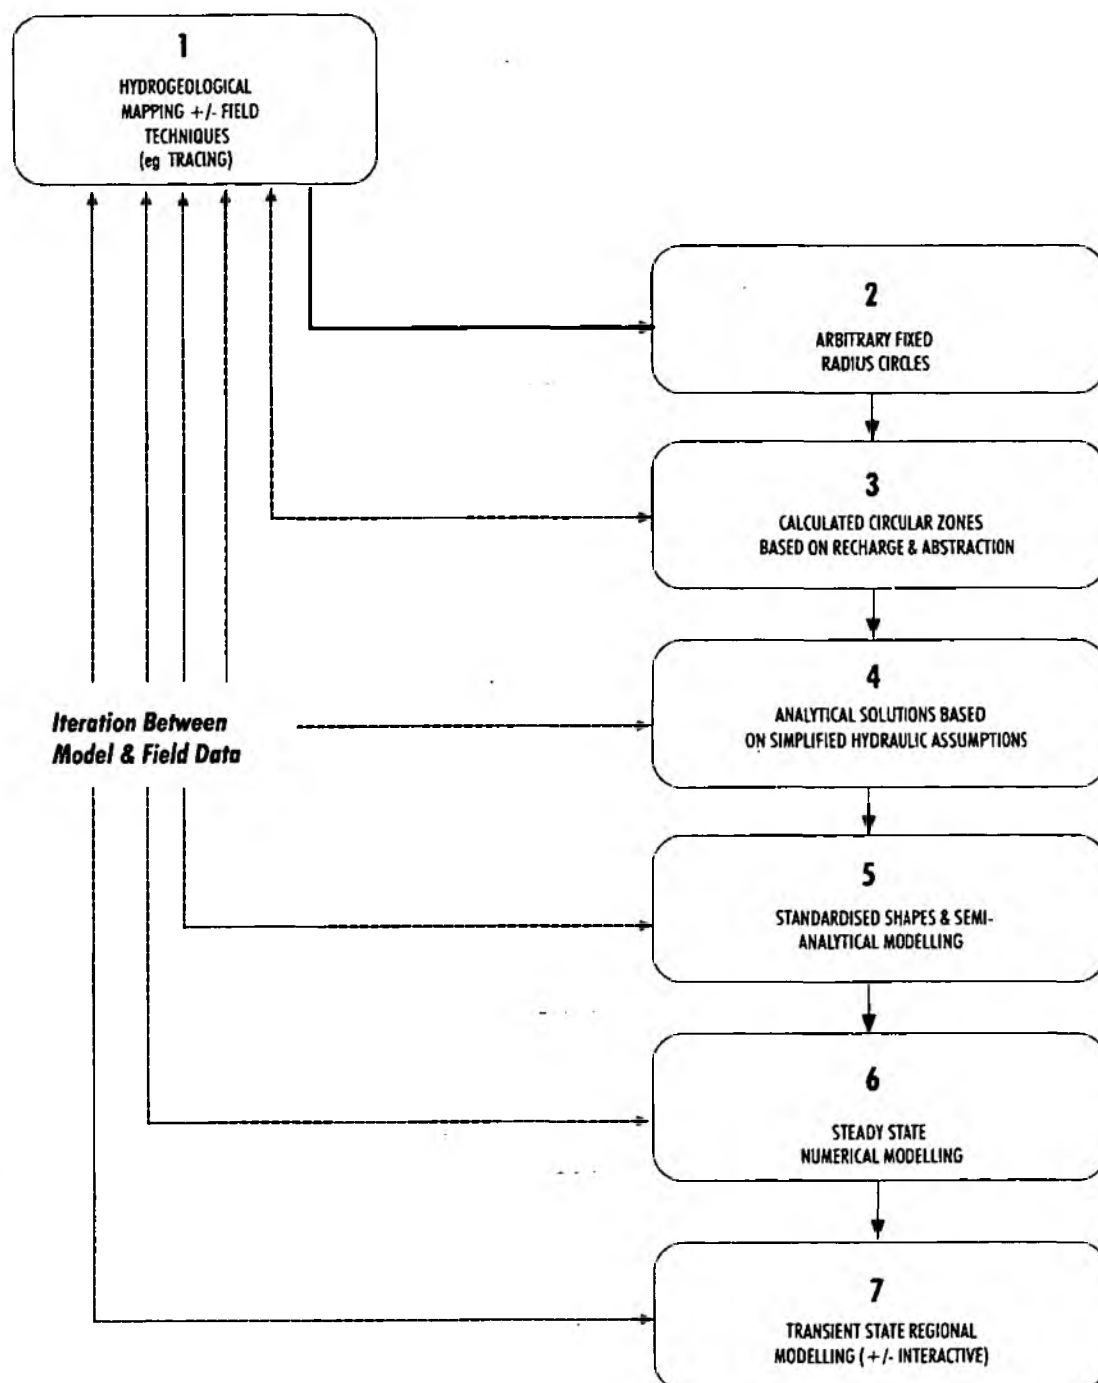 1
HYDROGEOLOGICAL
MAPPING +/- FIELD
TECHNIQUES
(eg TRACING)
2
ARBITRARY FIXED
RADIUS CIRCLES
3
CALCULATED CIRCULAR ZONES
BASED ON RECHARGE & ABSTRACTION
4
ANALYTICAL SOLUTIONS BASED
ON SIMPLIFIED HYDRAULIC ASSUMPTIONS
Iteration Between
Model & Field Data
5
STANDARDISED SHAPES & SEMI-
ANALYTICAL MODELLING
6
STEADY STATE
NUMERICAL MODELLING
7
TRANSIENT STATE REGIONAL
MODELLING (+/- INTERACTIVE)